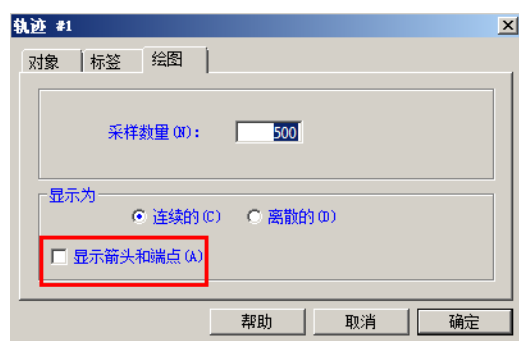 轨迹 #1
对象 标签 绘图
采样数量(N): 500
显示为
连续的(C) 离散的(D)
显示箭头和端点(A)
帮助 取消 确定